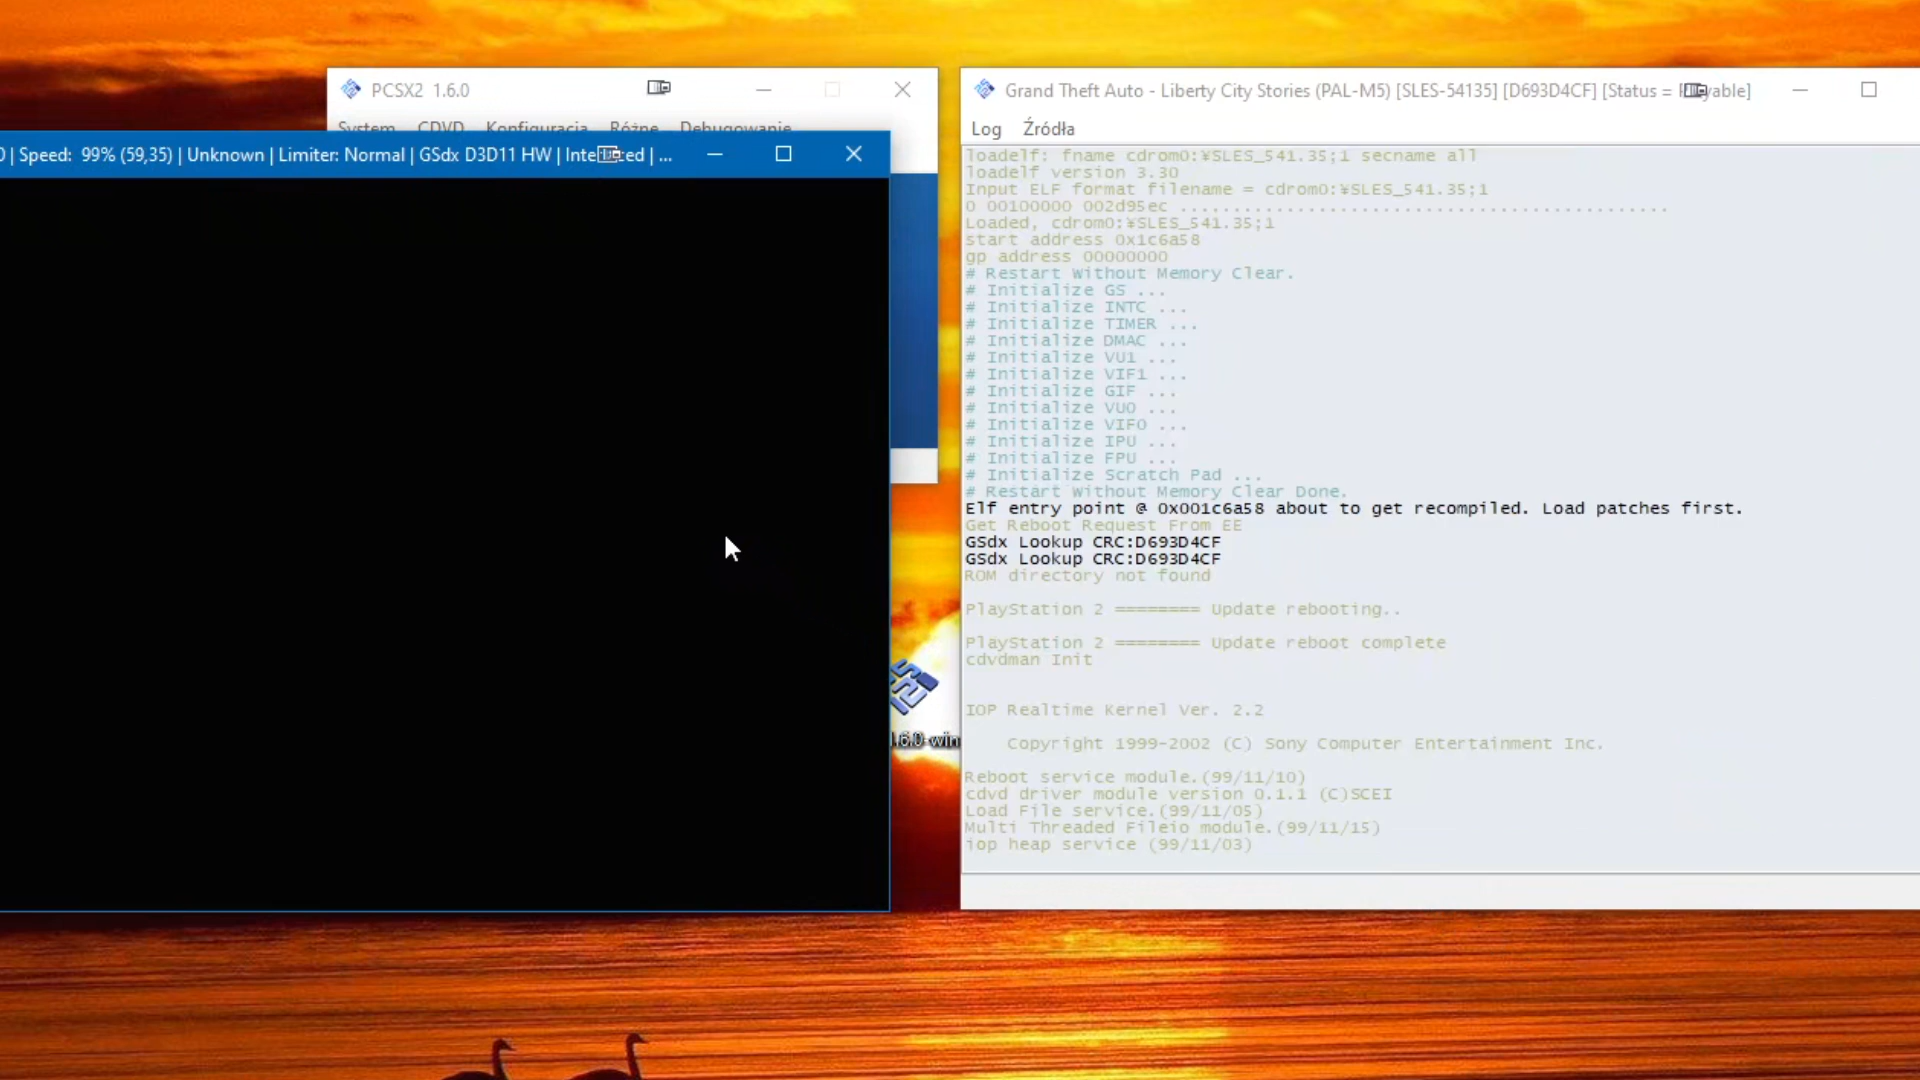 PCSX2 1.6.0
System CDVD Konfiguracja Różne Debugowanie
0 | Speed: 99% (59,35) | Unknown | Limiter: Normal | GSdx D3D11 HW | ...
1.6.0-win
Grand Theft Auto - Liberty City Stories (PAL-M5) [SLES-54135] [D693D4CF] [Status =
Log Źródła
loadelf: fname cdrom0:¥SLES_541.35;1 secname all
loadelf version 3.30
Input ELF format filename = cdrom0:¥SLES_541.35;1
0 00100000 002d95ec ..............................................
Loaded, cdrom0:¥SLES_541.35;1
start address 0x1c6a58
gp address 00000000
# Restart Without Memory Clear.
# Initialize GS ...
# Initialize INTC ...
# Initialize TIMER ...
# Initialize DMAC ...
# Initialize VU1 ...
# Initialize VIF1 ...
# Initialize GIF ...
# Initialize VU0 ...
# Initialize VIF0 ...
# Initialize IPU ...
# Initialize FPU ...
# Initialize Scratch Pad ...
# Restart Without Memory Clear Done.
Elf entry point @ 0x001c6a58 about to get recompiled. Load patches first.
Get Reboot Request From EE
GSdx Lookup CRC:D693D4CF
GSdx Lookup CRC:D693D4CF
ROM directory not found
PlayStation 2 ======== Update rebooting..
PlayStation 2 ======== Update reboot complete
cdvdman Init
IOP Realtime Kernel Ver. 2.2
Copyright 1999-2002 (C) Sony Computer Entertainment Inc.
Reboot service module.(99/11/10)
cdvd driver module version 0.1.1 (C)SCEI
Load File service.(99/11/05)
Multi Threaded Fileio module.(99/11/15)
iop heap service (99/11/03)